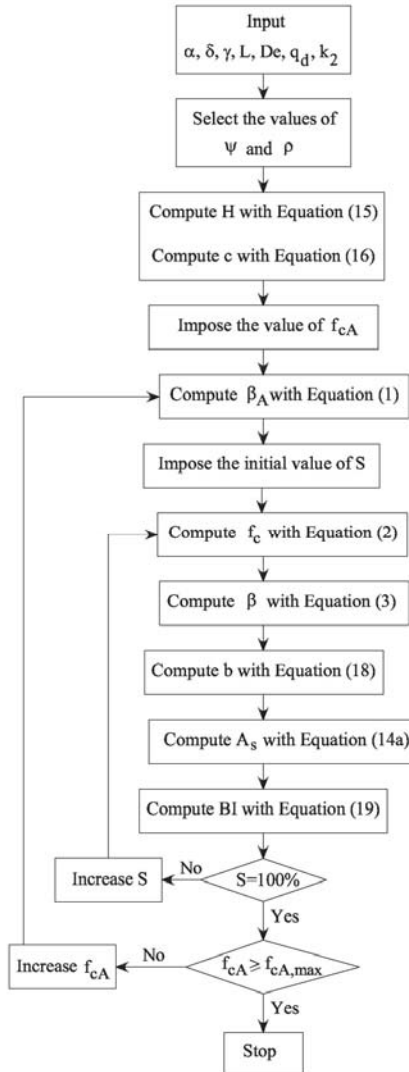 Input
α, δ, γ, L, De, q_d, k_2
Select the values of
ψ and ρ
Compute H with Equation (15)
Compute c with Equation (16)
Impose the value of f_cA
Compute β_A with Equation (1)
Impose the initial value of S
Compute f_c with Equation (2)
Compute β with Equation (3)
Compute b with Equation (18)
Compute A_s with Equation (14a)
Compute BI with Equation (19)
Increase S
No
S=100%
Yes
Increase f_cA
No
f_cA ≥ f_cA,max
Yes
Stop